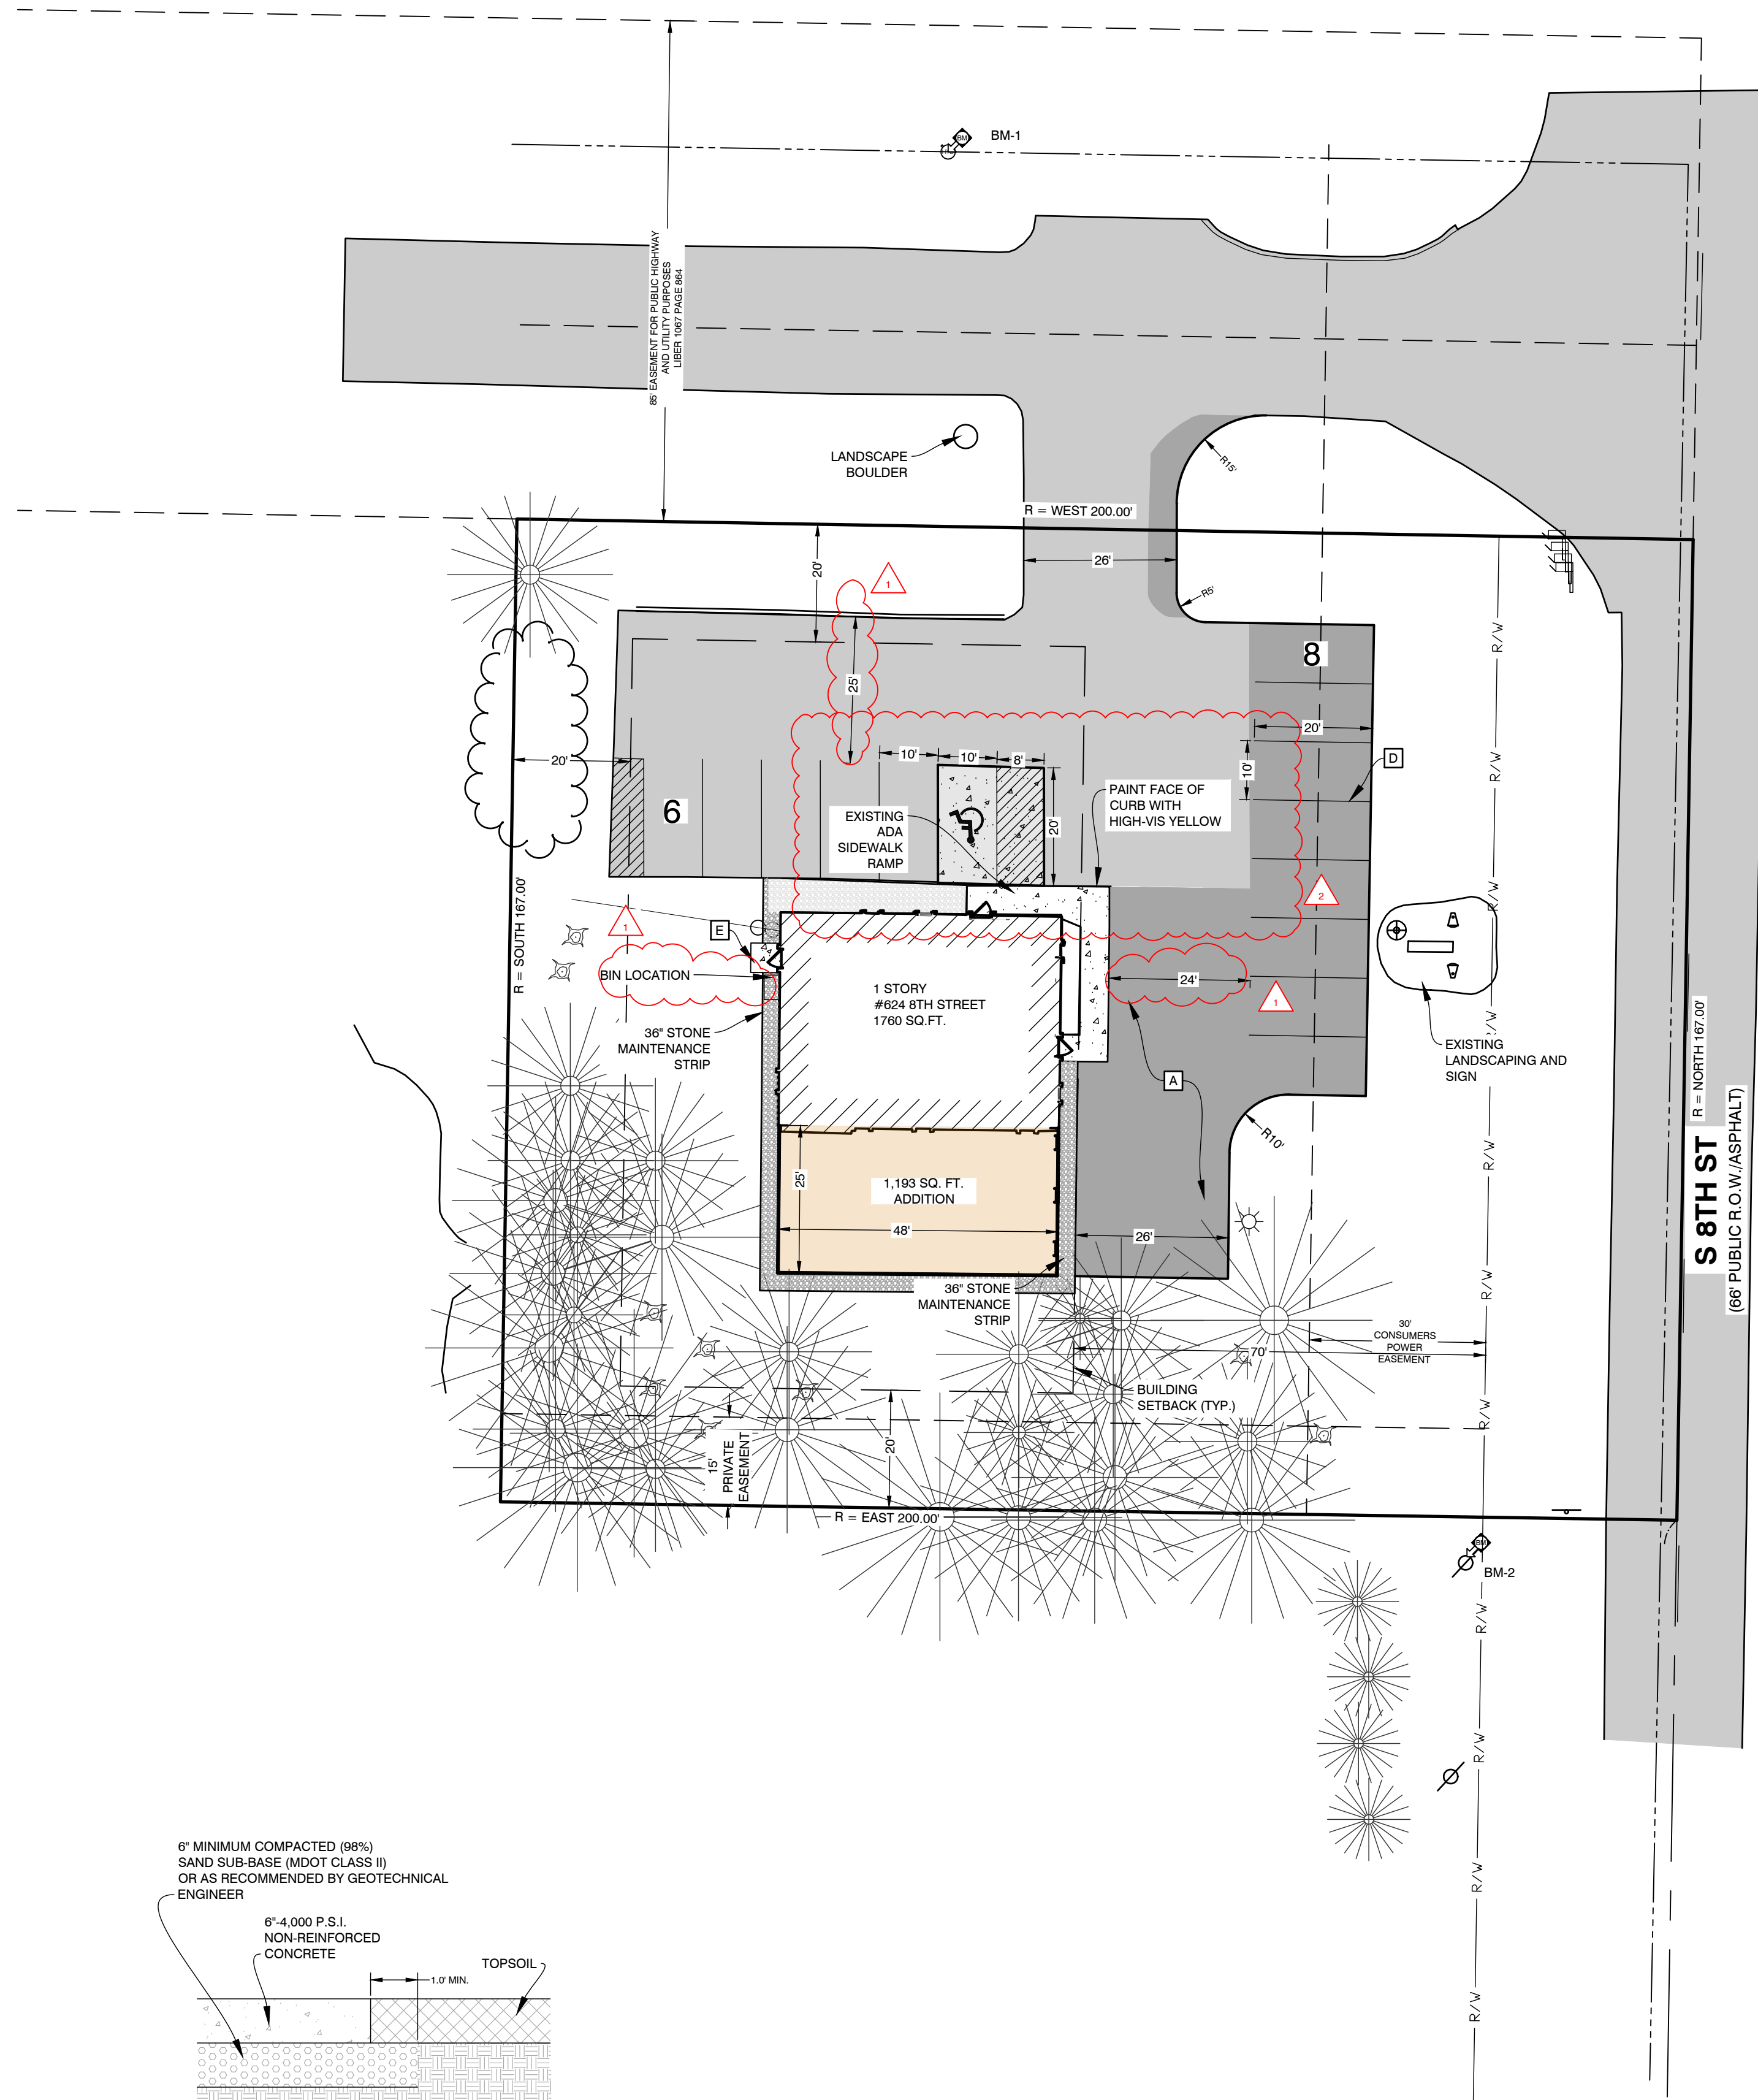 BM
BM-1
85' EASEMENT FOR PUBLIC HIGHWAY
AND UTILITY PURPOSES
LIBER 1067 PAGE 864
LANDSCAPE
BOULDER
R15'
R = WEST 200.00'
26'
20'
1
R5'
R/W
8
25'
20'
20'
10'
10'
8'
10'
D
R/W
6
PAINT FACE OF
CURB WITH
HIGH-VIS YELLOW
EXISTING
ADA
SIDEWALK
RAMP
20'
2
R/W
R = SOUTH 167.00'
1
E
BIN LOCATION
24'
1
1 STORY
#624 8TH STREET
1760 SQ.FT.
R/W
36" STONE
MAINTENANCE
STRIP
EXISTING
LANDSCAPING AND
SIGN
R = NORTH 167.00'
A
R10'
R/W
S 8TH ST
(66' PUBLIC R.O.W./ASPHALT)
25'
1,193 SQ. FT.
ADDITION
48'
26'
R/W
36" STONE
MAINTENANCE
STRIP
30'
CONSUMERS
POWER
EASEMENT
70'
BUILDING
SETBACK (TYP.)
R/W
20'
15'
PRIVATE
EASEMENT
R = EAST 200.00'
BM
BM-2
R/W
R/W
R/W
R/W
6" MINIMUM COMPACTED (98%)
SAND SUB-BASE (MDOT CLASS II)
OR AS RECOMMENDED BY GEOTECHNICAL
ENGINEER
6"-4,000 P.S.I.
NON-REINFORCED
CONCRETE
TOPSOIL
1.0' MIN.